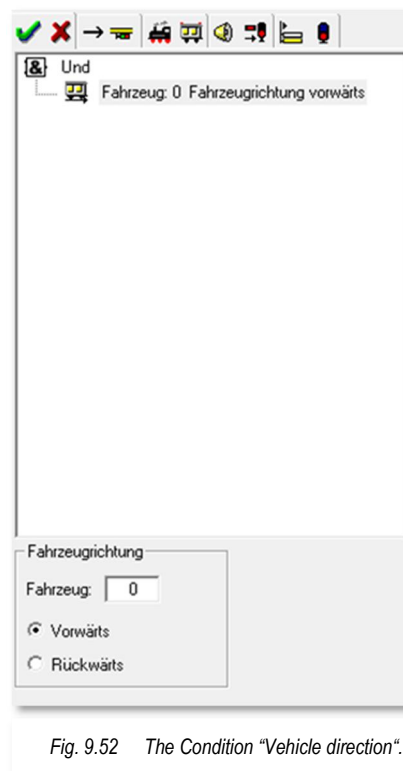 & Und
Fahrzeug: 0 Fahrzeugrichtung vorwärts
Fahrzeugrichtung
Fahrzeug: 0
Vorwärts
Rückwärts
Fig. 9.52 The Condition “Vehicle direction“.